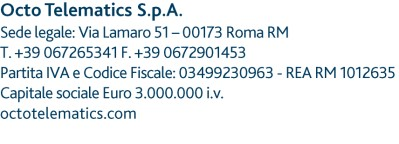 Octo Telematics S.p.A.
Sede legale: Via Lamaro 51 – 00173 Roma RM
T. +39 067265341 F. +39 0672901453
Partita IVA e Codice Fiscale: 03499230963 - REA RM 1012635
Capitale sociale Euro 3.000.000 i.v.
octotelematics.com